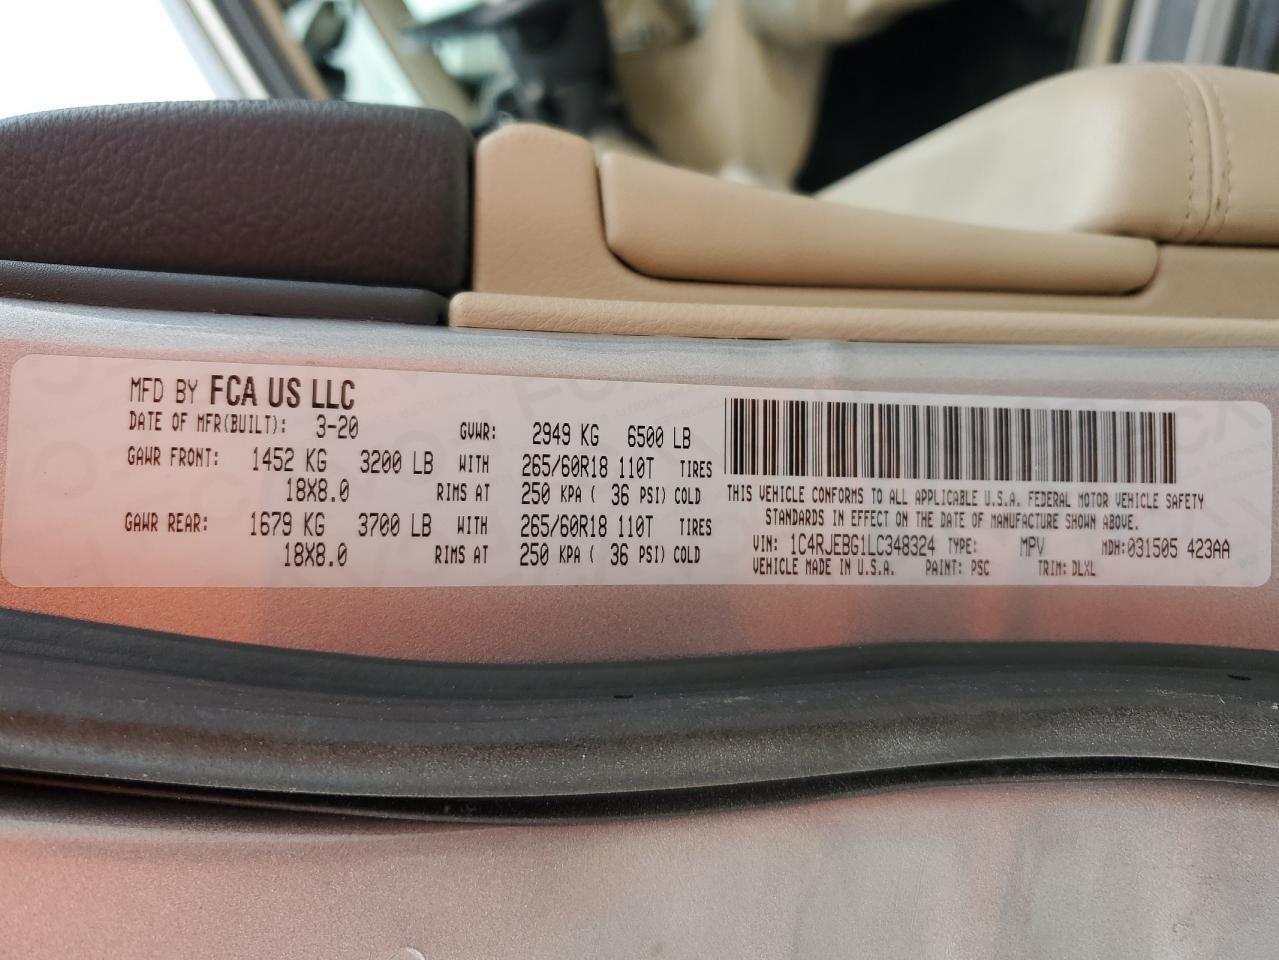 MFD BY FCA US LLC
DATE OF MFR(BUILT): 3-20 GVWR: 2949 KG 6500 LB
GAWR FRONT: 1452 KG 3200 LB WITH 265/60R18 110T TIRES
18X8.0 RIMS AT 250 KPA ( 36 PSI) COLD
GAWR REAR: 1679 KG 3700 LB WITH 265/60R18 110T TIRES
18X8.0 RIMS AT 250 KPA ( 36 PSI) COLD
THIS VEHICLE CONFORMS TO ALL APPLICABLE U.S.A. FEDERAL MOTOR VEHICLE SAFETY
STANDARDS IN EFFECT ON THE DATE OF MANUFACTURE SHOWN ABOVE.
VIN: 1C4RJEBG1LC348324 TYPE: MPV MDH:031505 423AA
VEHICLE MADE IN U.S.A. PAINT: PSC TRIM: DLXL